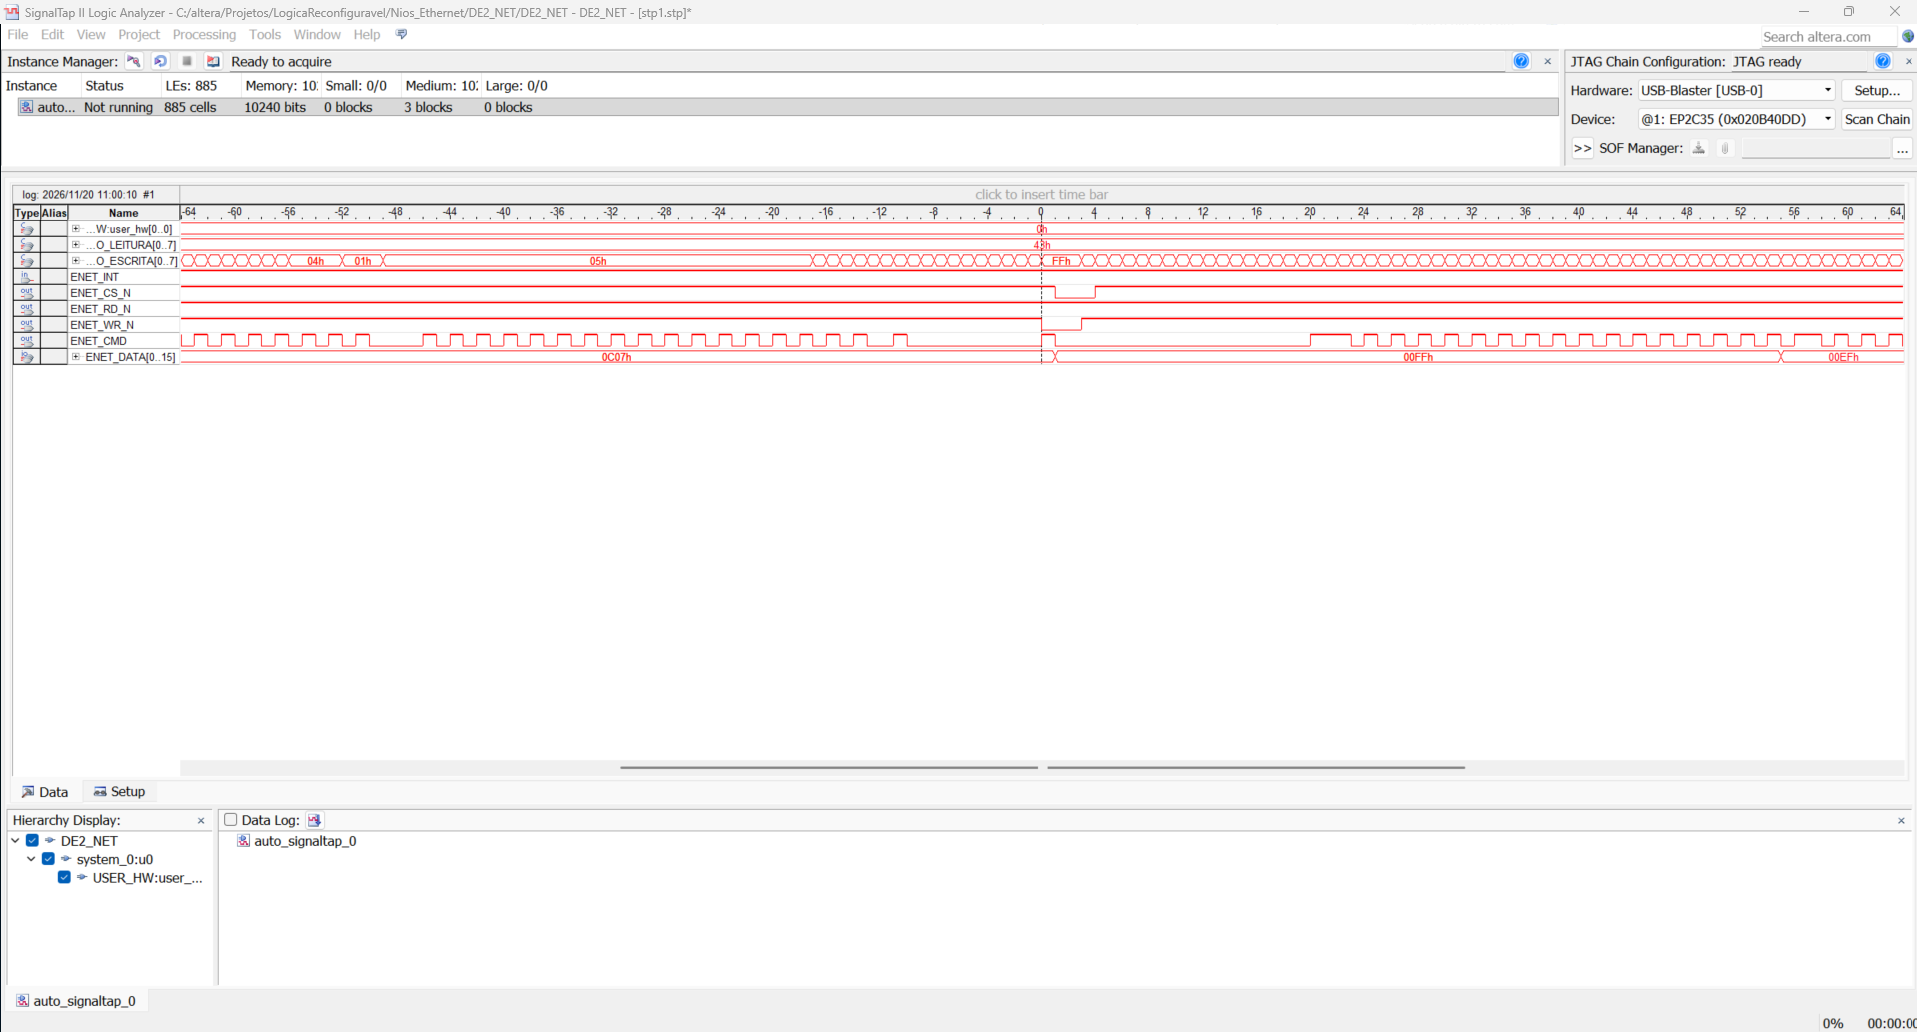 SignalTap II Logic Analyzer - C:/altera/Projetos/LogicaReconfiguravel/Nios_Ethernet/DE2_NET/DE2_NET - DE2_NET - [stp1.stp]*
File Edit View Project Processing Tools Window Help
Search altera.com
Instance Manager: Ready to acquire
JTAG Chain Configuration: JTAG ready
Instance Status LEs: 885 Memory: 10: Small: 0/0 Medium: 10: Large: 0/0
auto... Not running 885 cells 10240 bits 0 blocks 3 blocks 0 blocks
Hardware: USB-Blaster [USB-0] Setup...
Device: @1: EP2C35 (0x020B40DD) Scan Chain
>> SOF Manager: ...
log: 2026/11/20 11:00:10 #1 click to insert time bar
Type Alias Name -64 -60 -56 -52 -48 -44 -40 -36 -32 -28 -24 -20 -16 -12 -8 -4 0 4 8 12 16 20 24 28 32 36 40 44 48 52 56 60 64
...W:user_hw[0..0] 0h
...O_LEITURA[0..7] 43h
...O_ESCRITA[0..7] 04h 01h 05h FFh
in ENET_INT
out ENET_CS_N
out ENET_RD_N
out ENET_WR_N
out ENET_CMD
io ENET_DATA[0..15] 0C07h 00FFh 00EFh
Data Setup
Hierarchy Display:
DE2_NET
system_0:u0
USER_HW:user_...
Data Log:
auto_signaltap_0
auto_signaltap_0
0% 00:00:00